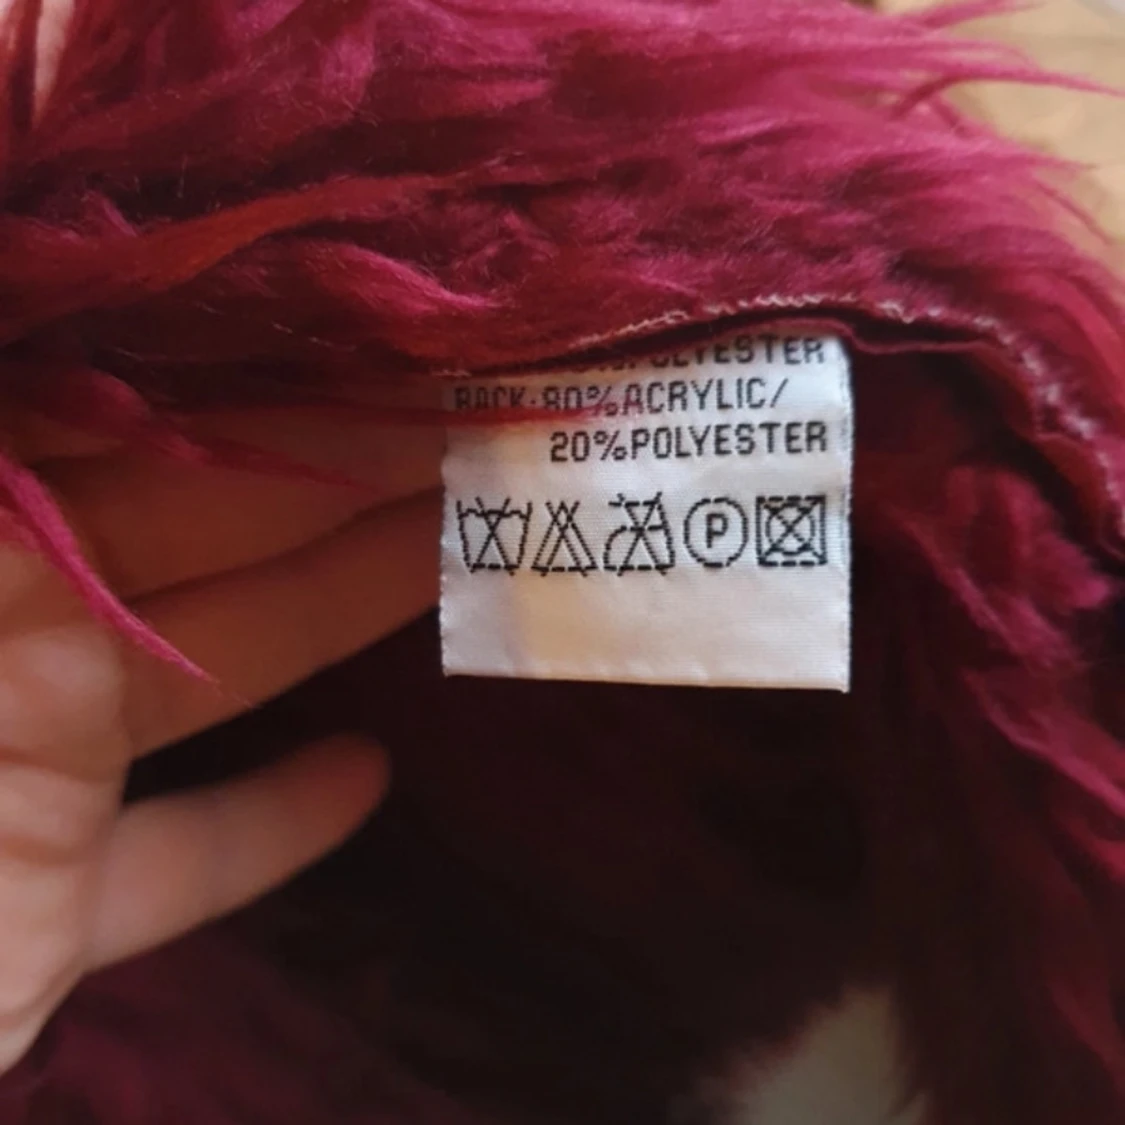 POLYESTER
BACK:80%ACRYLIC/
20%POLYESTER
P